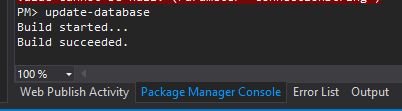 PM> update-database
Build started...
Build succeeded.
100 %
Web Publish Activity Package Manager Console Error List Output